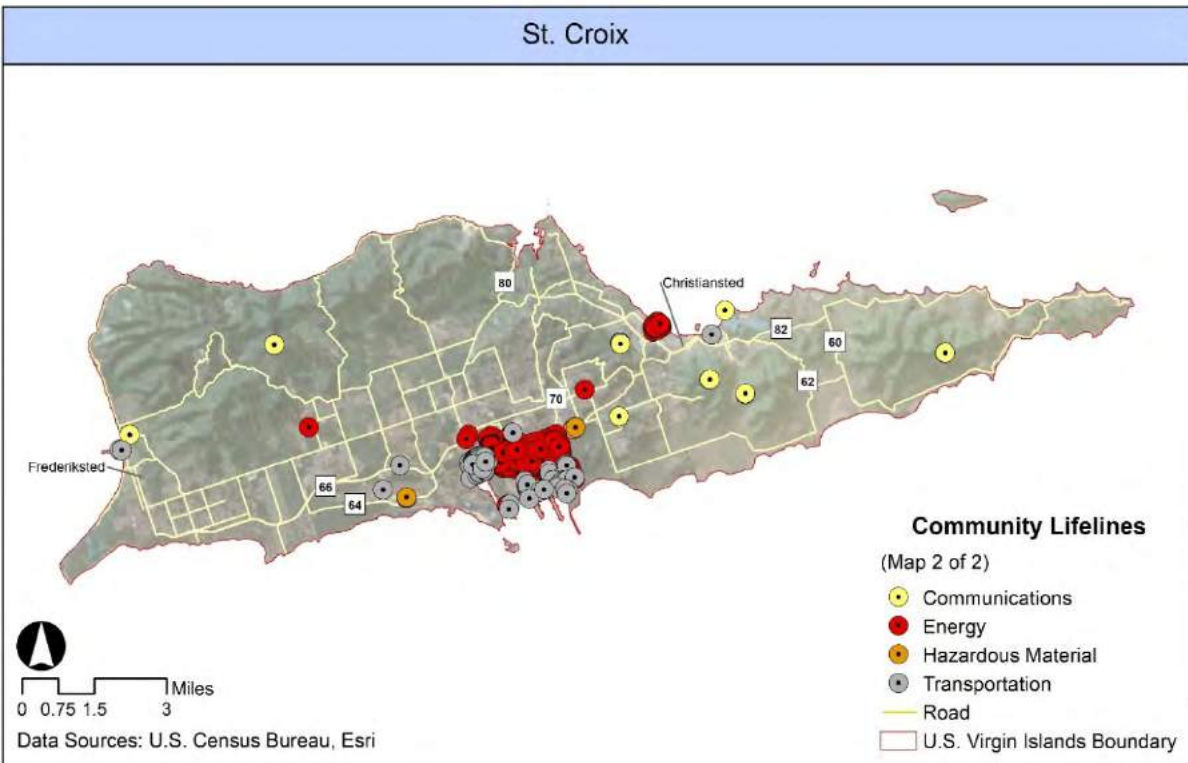 St. Croix
Christiansted
80
82
60
62
70
Frederiksted
66
64
Community Lifelines
(Map 2 of 2)
Communications
Energy
Hazardous Material
Transportation
Road
U.S. Virgin Islands Boundary
Miles
0 0.75 1.5 3
Data Sources: U.S. Census Bureau, Esri